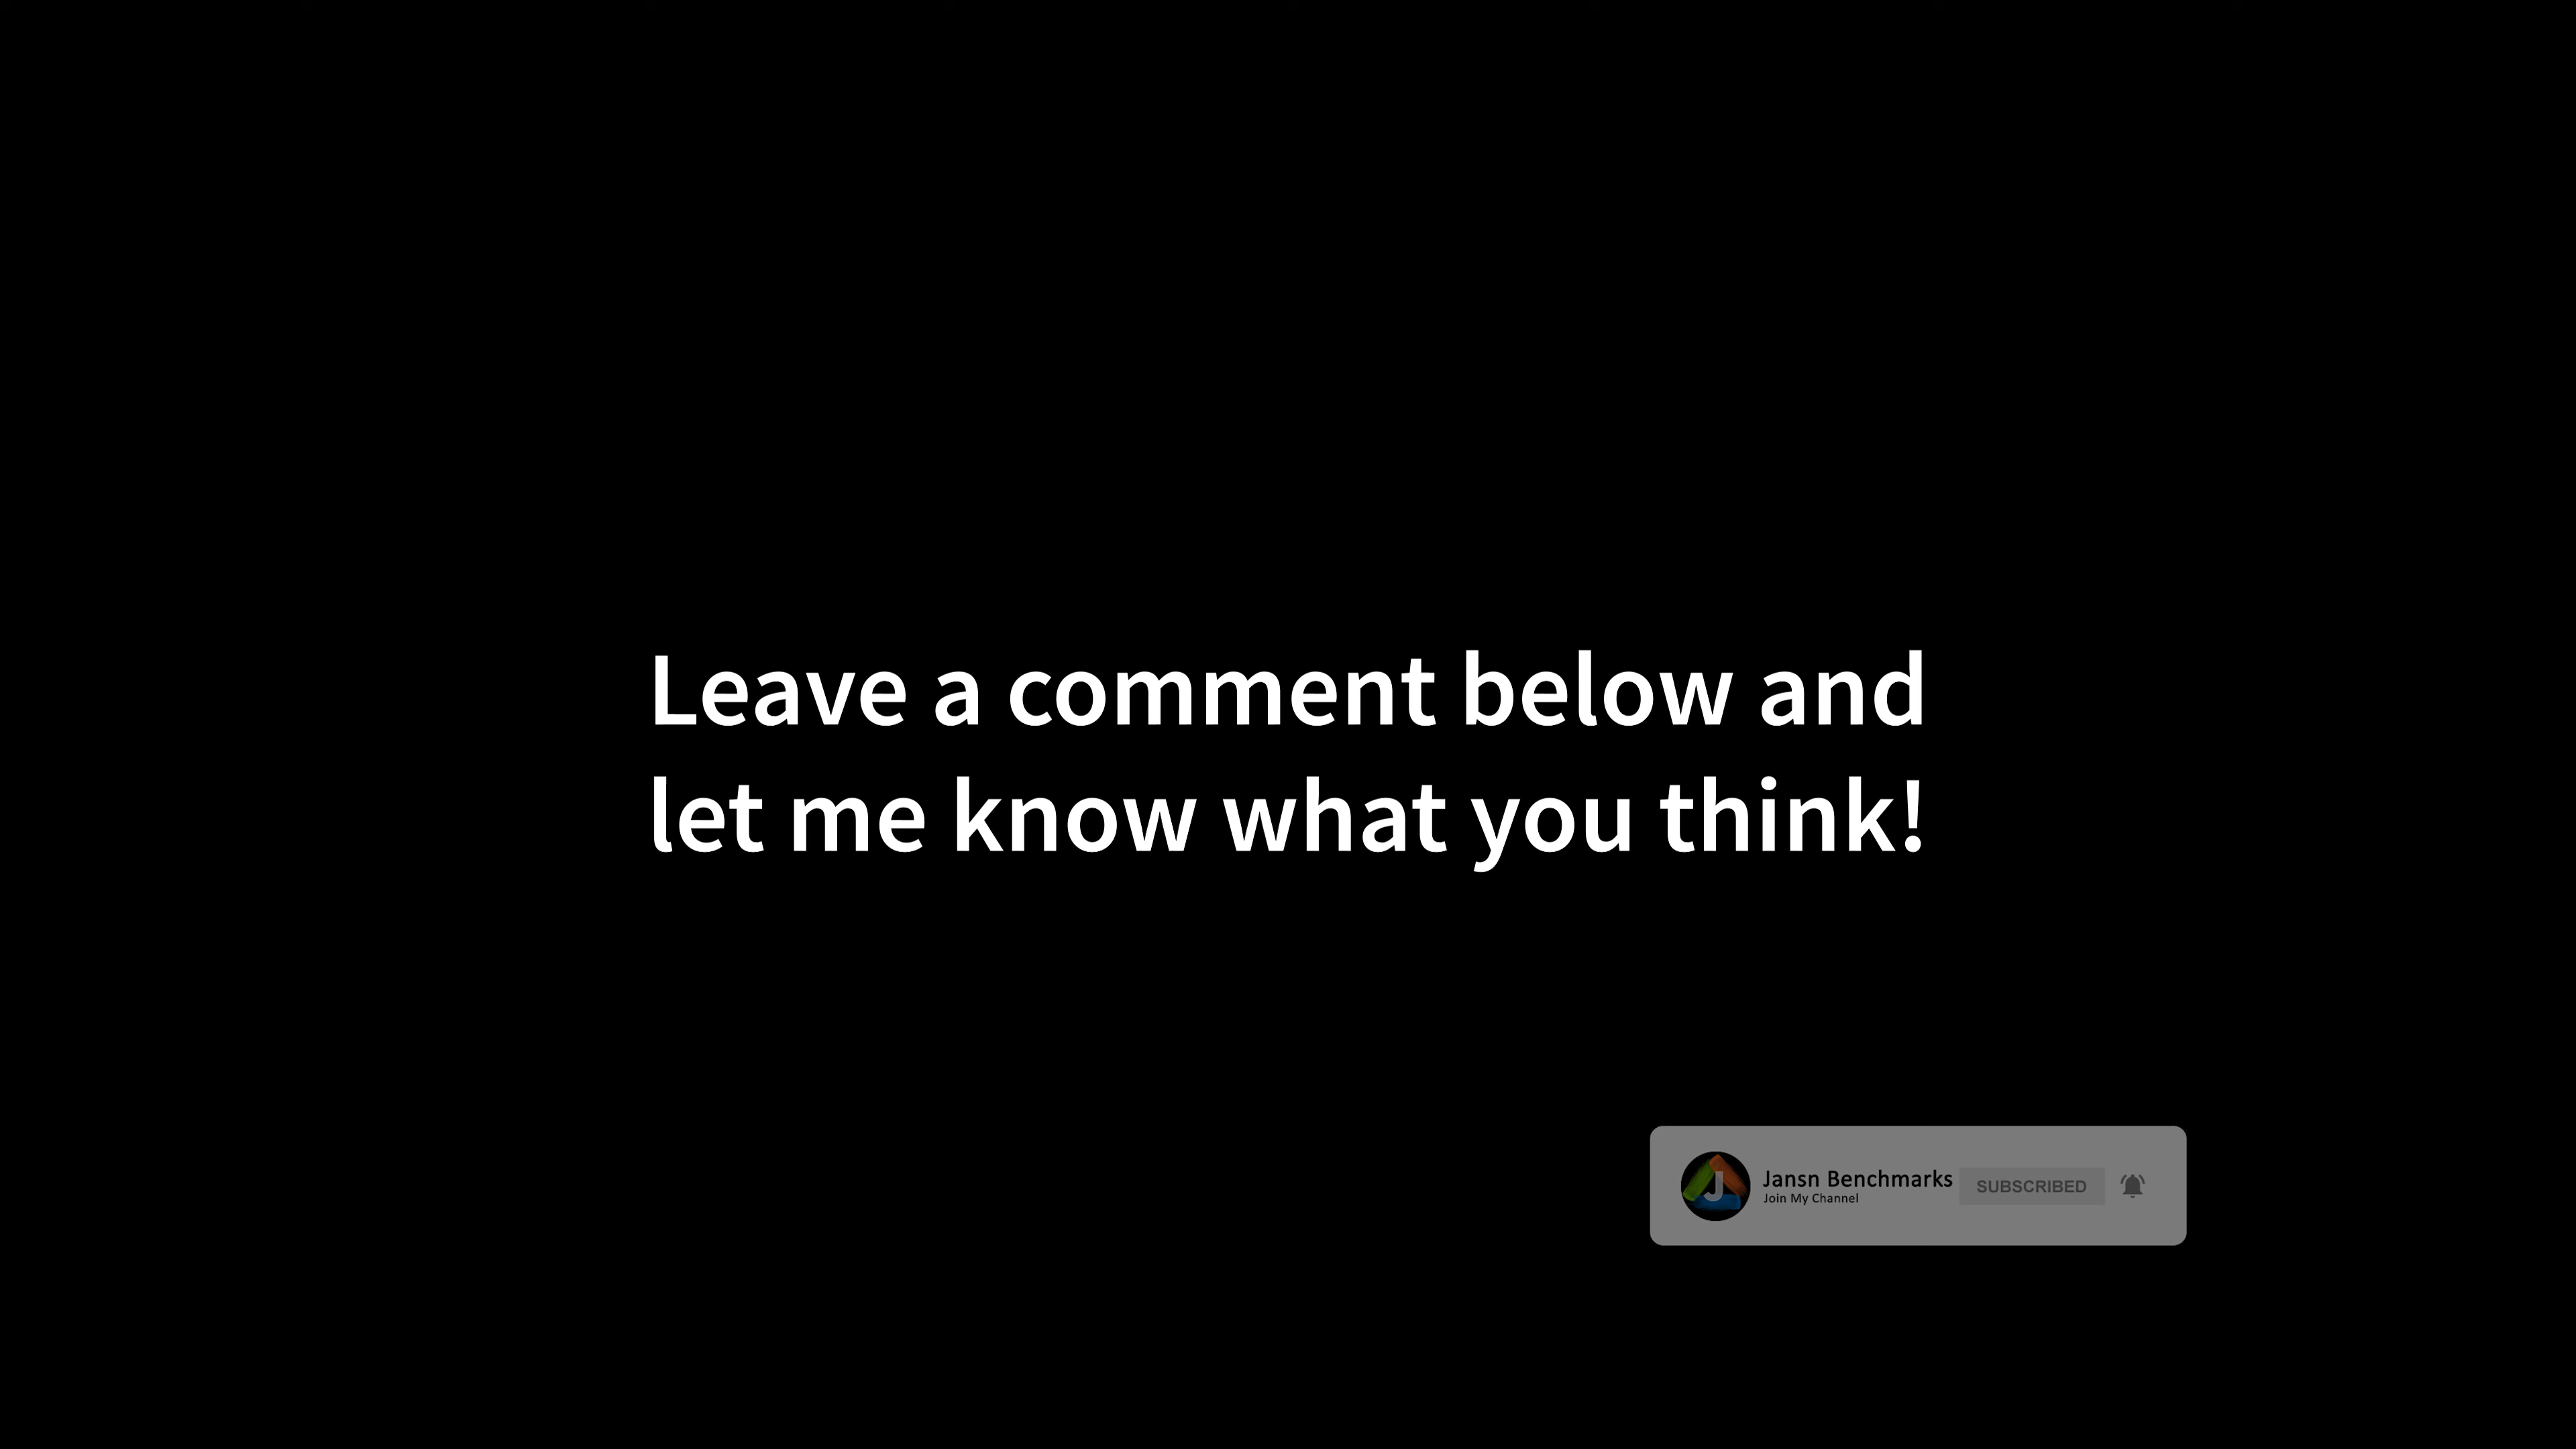 Leave a comment below and
let me know what you think!
J
Jansn Benchmarks
Join My Channel
SUBSCRIBED